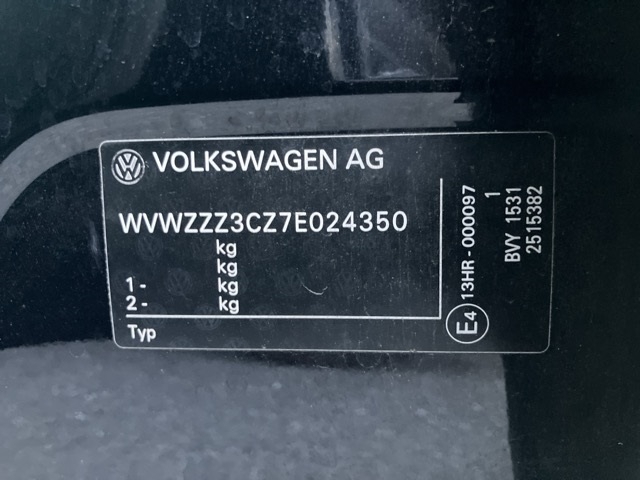 VOLKSWAGEN AG
WVWZZZ3CZ7E024350
kg
kg
1- kg
2- kg
Typ
E4 13HR-000097
1
BVY 1531
2515382